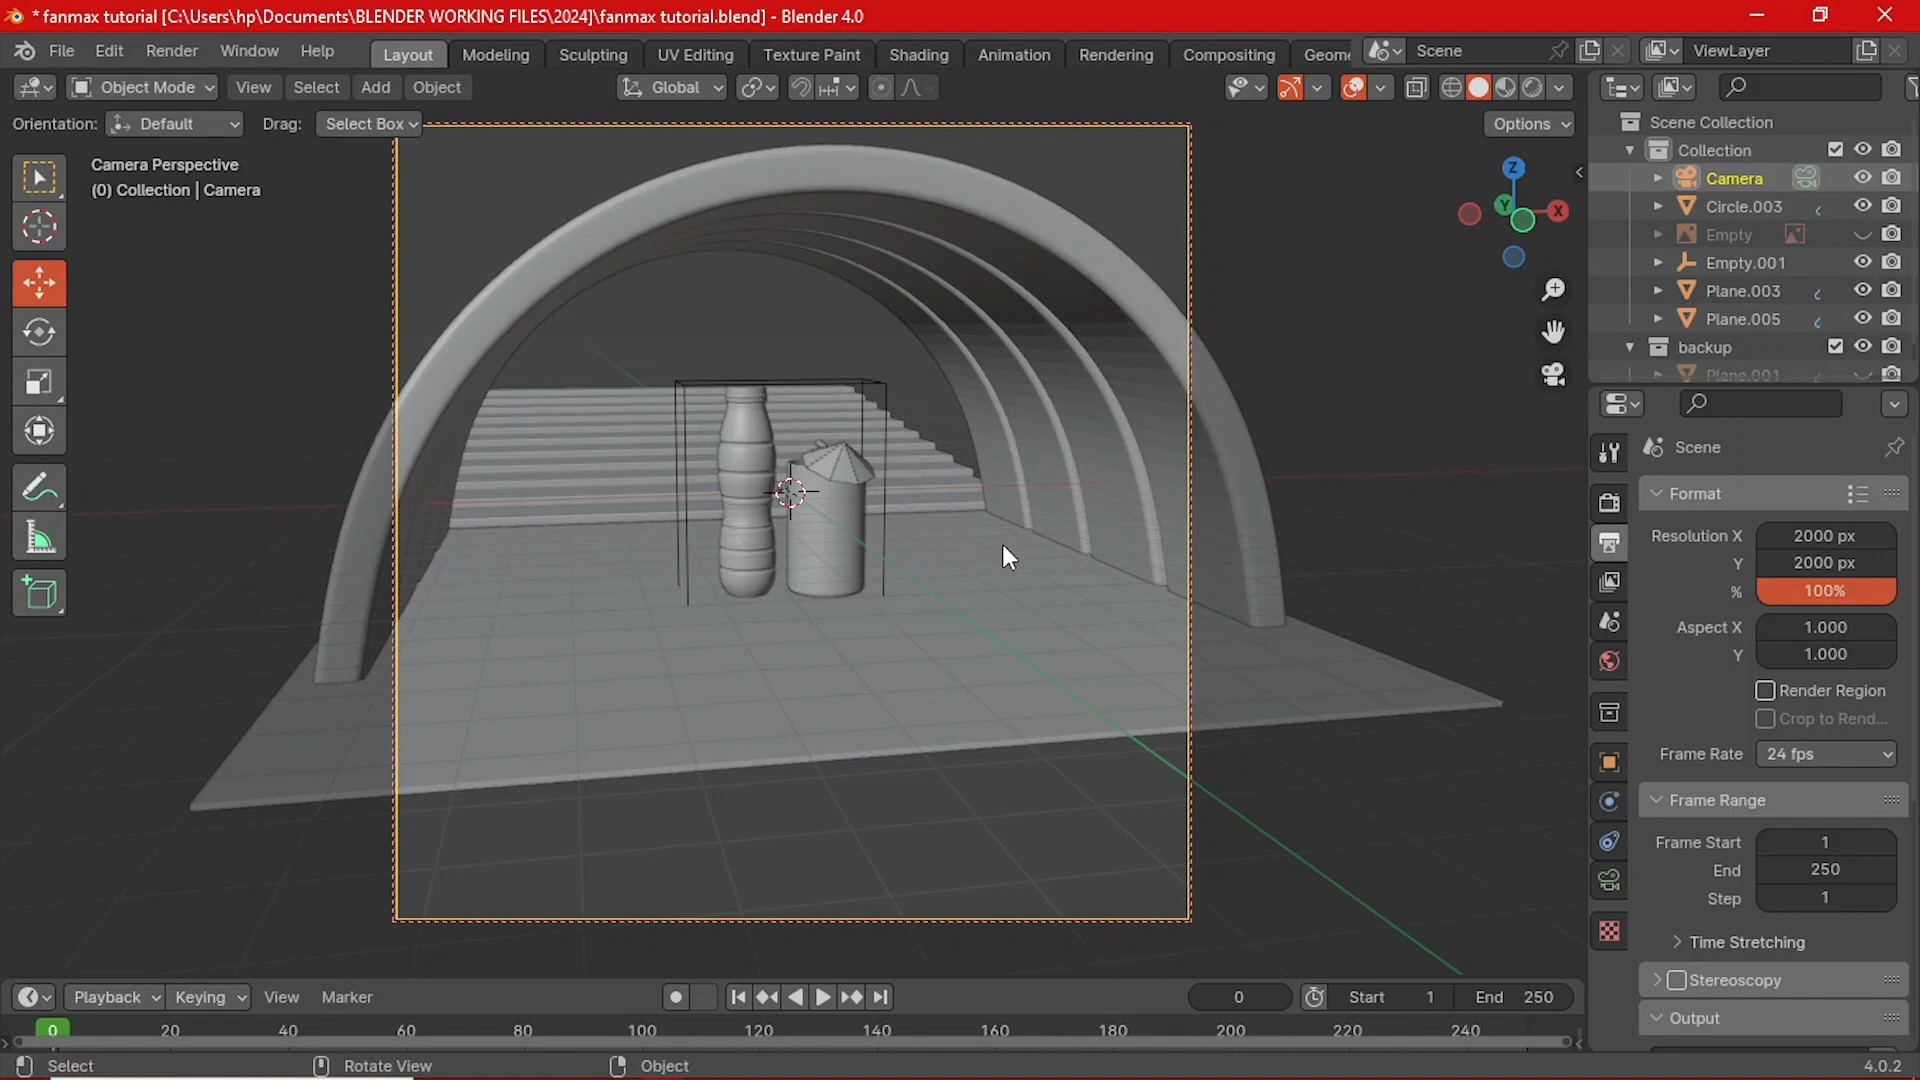 * fanmax tutorial [C:\Users\hp\Documents\BLENDER WORKING FILES\2024]\fanmax tutorial.blend] - Blender 4.0
File Edit Render Window Help Layout Modeling Sculpting UV Editing Texture Paint Shading Animation Rendering Compositing Geome Scene ViewLayer
Object Mode View Select Add Object Global
Orientation: Default Drag: Select Box Options
Camera Perspective
(0) Collection | Camera
Z
Y
X
Scene Collection
Collection
Camera
Circle.003
Empty
Empty.001
Plane.003
Plane.005
backup
Plane.001
Scene
Format
Resolution X 2000 px
Y 2000 px
% 100%
Aspect X 1.000
Y 1.000
Render Region
Crop to Rend...
Frame Rate 24 fps
Frame Range
Frame Start 1
End 250
Step 1
Time Stretching
Stereoscopy
Output
Playback Keying View Marker 0 Start 1 End 250
0 20 40 60 80 100 120 140 160 180 200 220 240
Select Rotate View Object 4.0.2